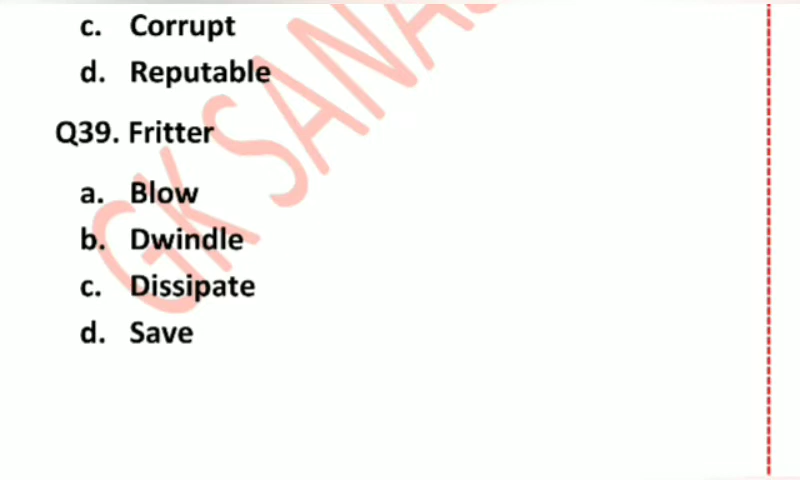 c. Corrupt
d. Reputable
Q39. Fritter
a. Blow
b. Dwindle
c. Dissipate
d. Save
GK SANA